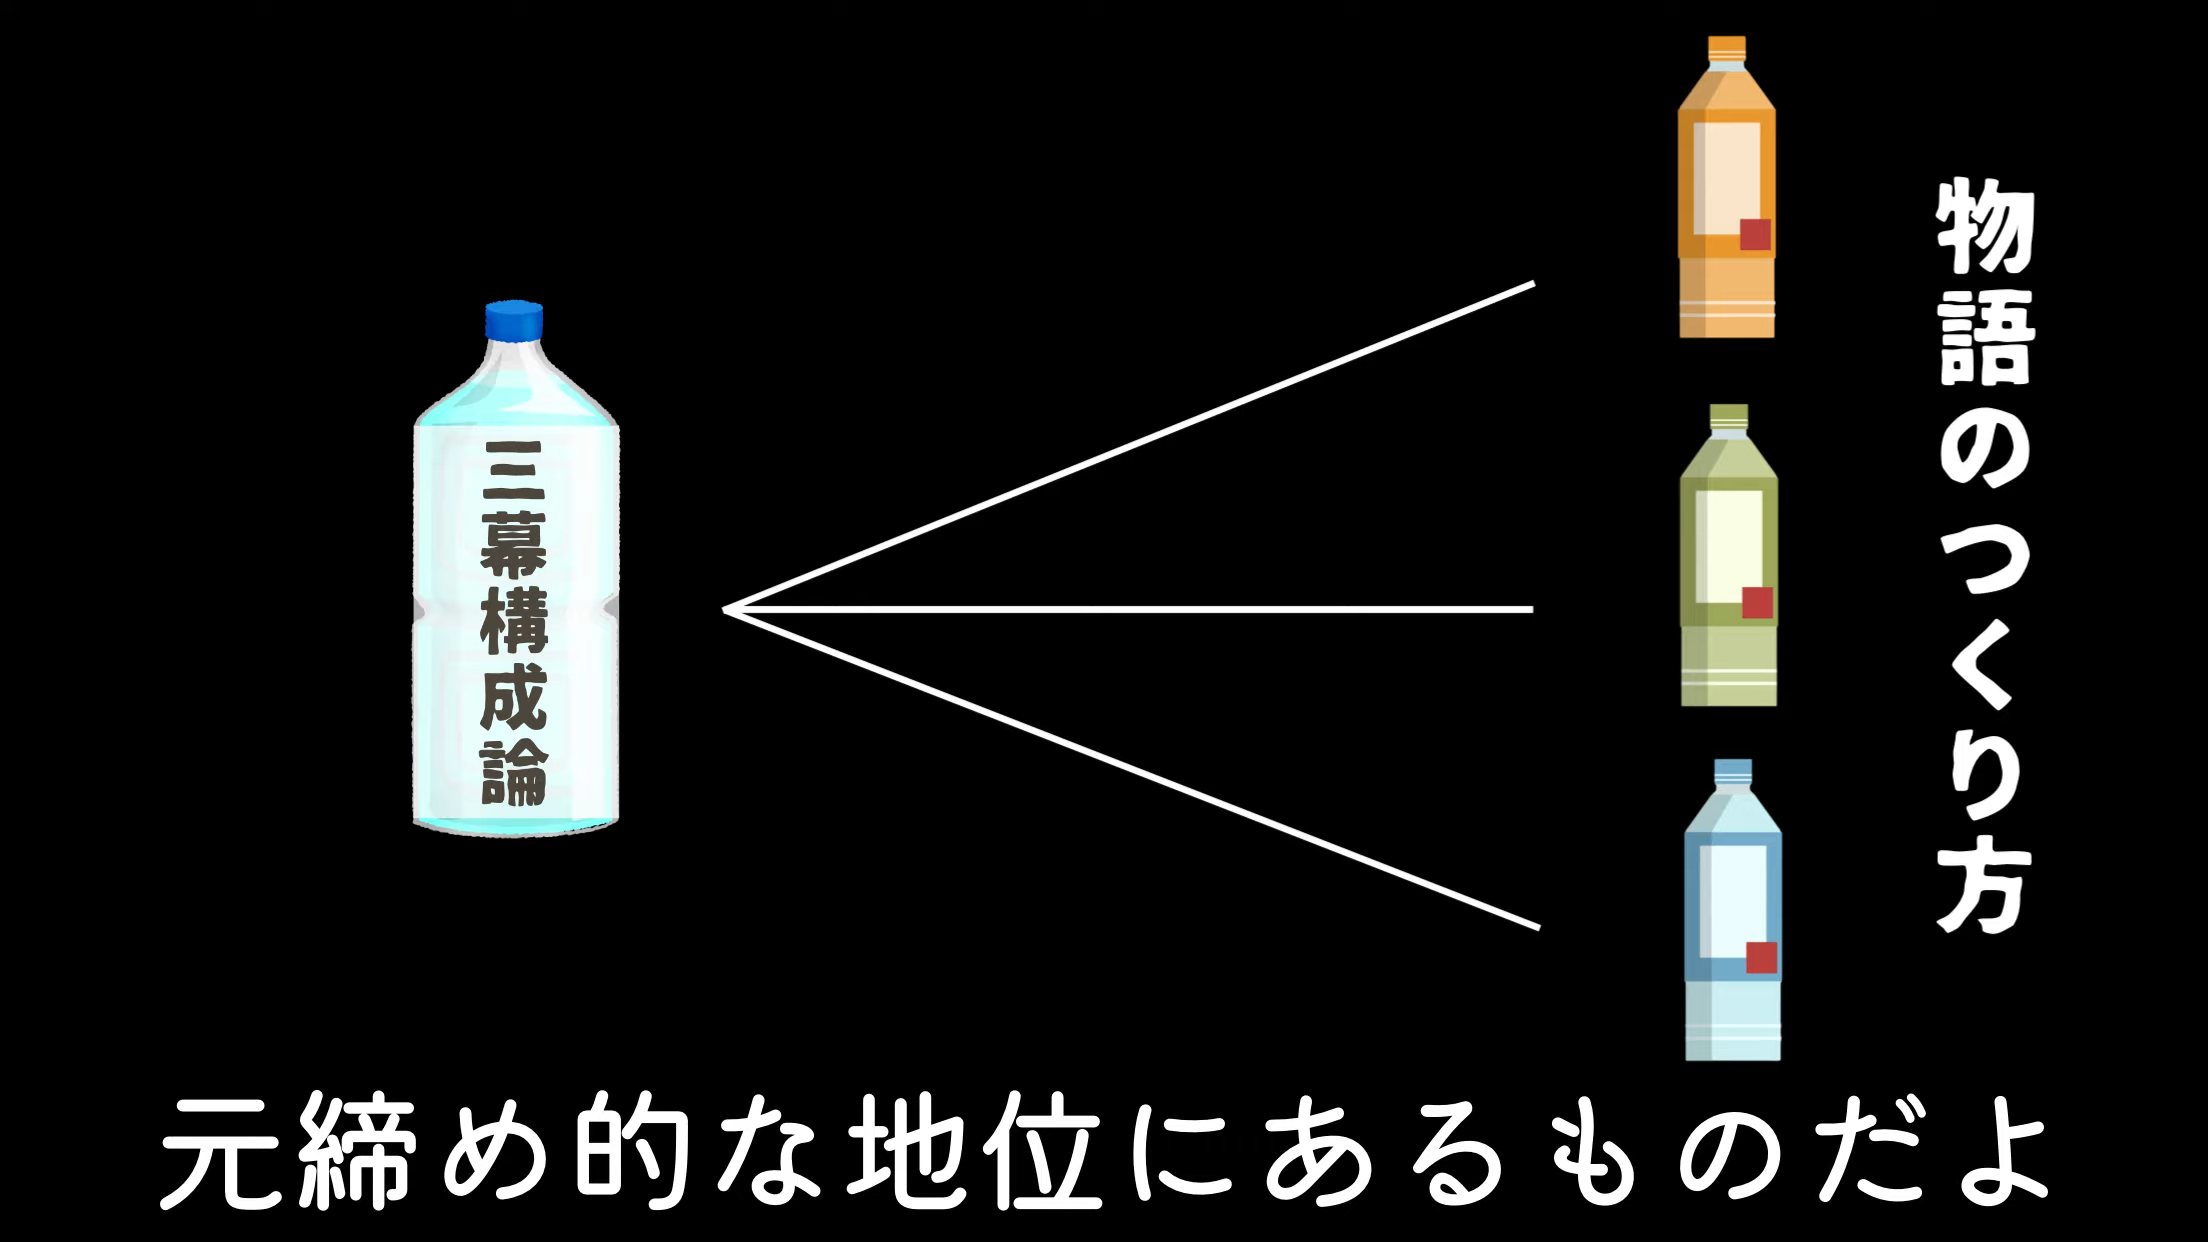 三幕構成論
物語のつくり方
元締め的な地位にあるものだよ